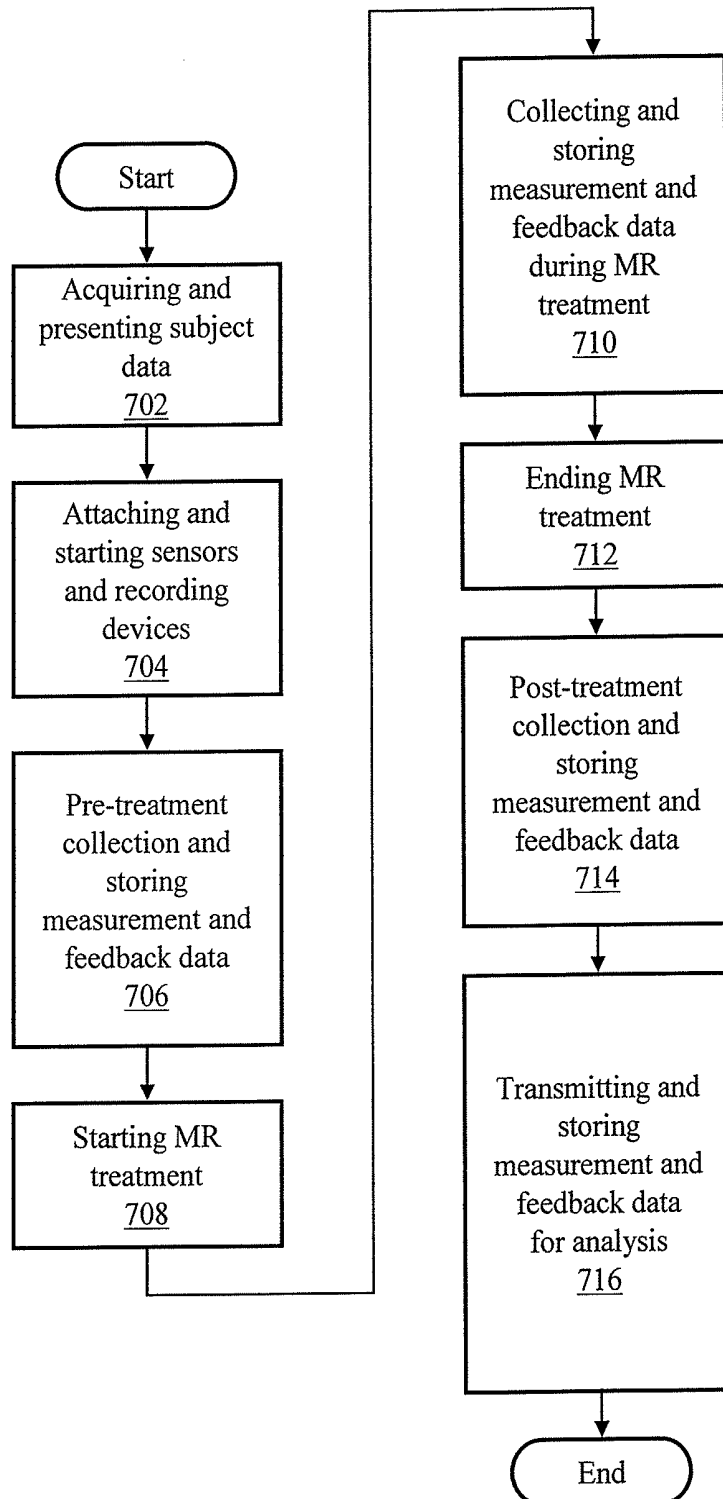 Start
Acquiring and
presenting subject
data
702
Attaching and
starting sensors
and recording
devices
704
Pre-treatment
collection and
storing
measurement and
feedback data
706
Starting MR
treatment
708
Collecting and
storing
measurement and
feedback data
during MR
treatment
710
Ending MR
treatment
712
Post-treatment
collection and
storing
measurement and
feedback data
714
Transmitting and
storing
measurement and
feedback data
for analysis
716
End